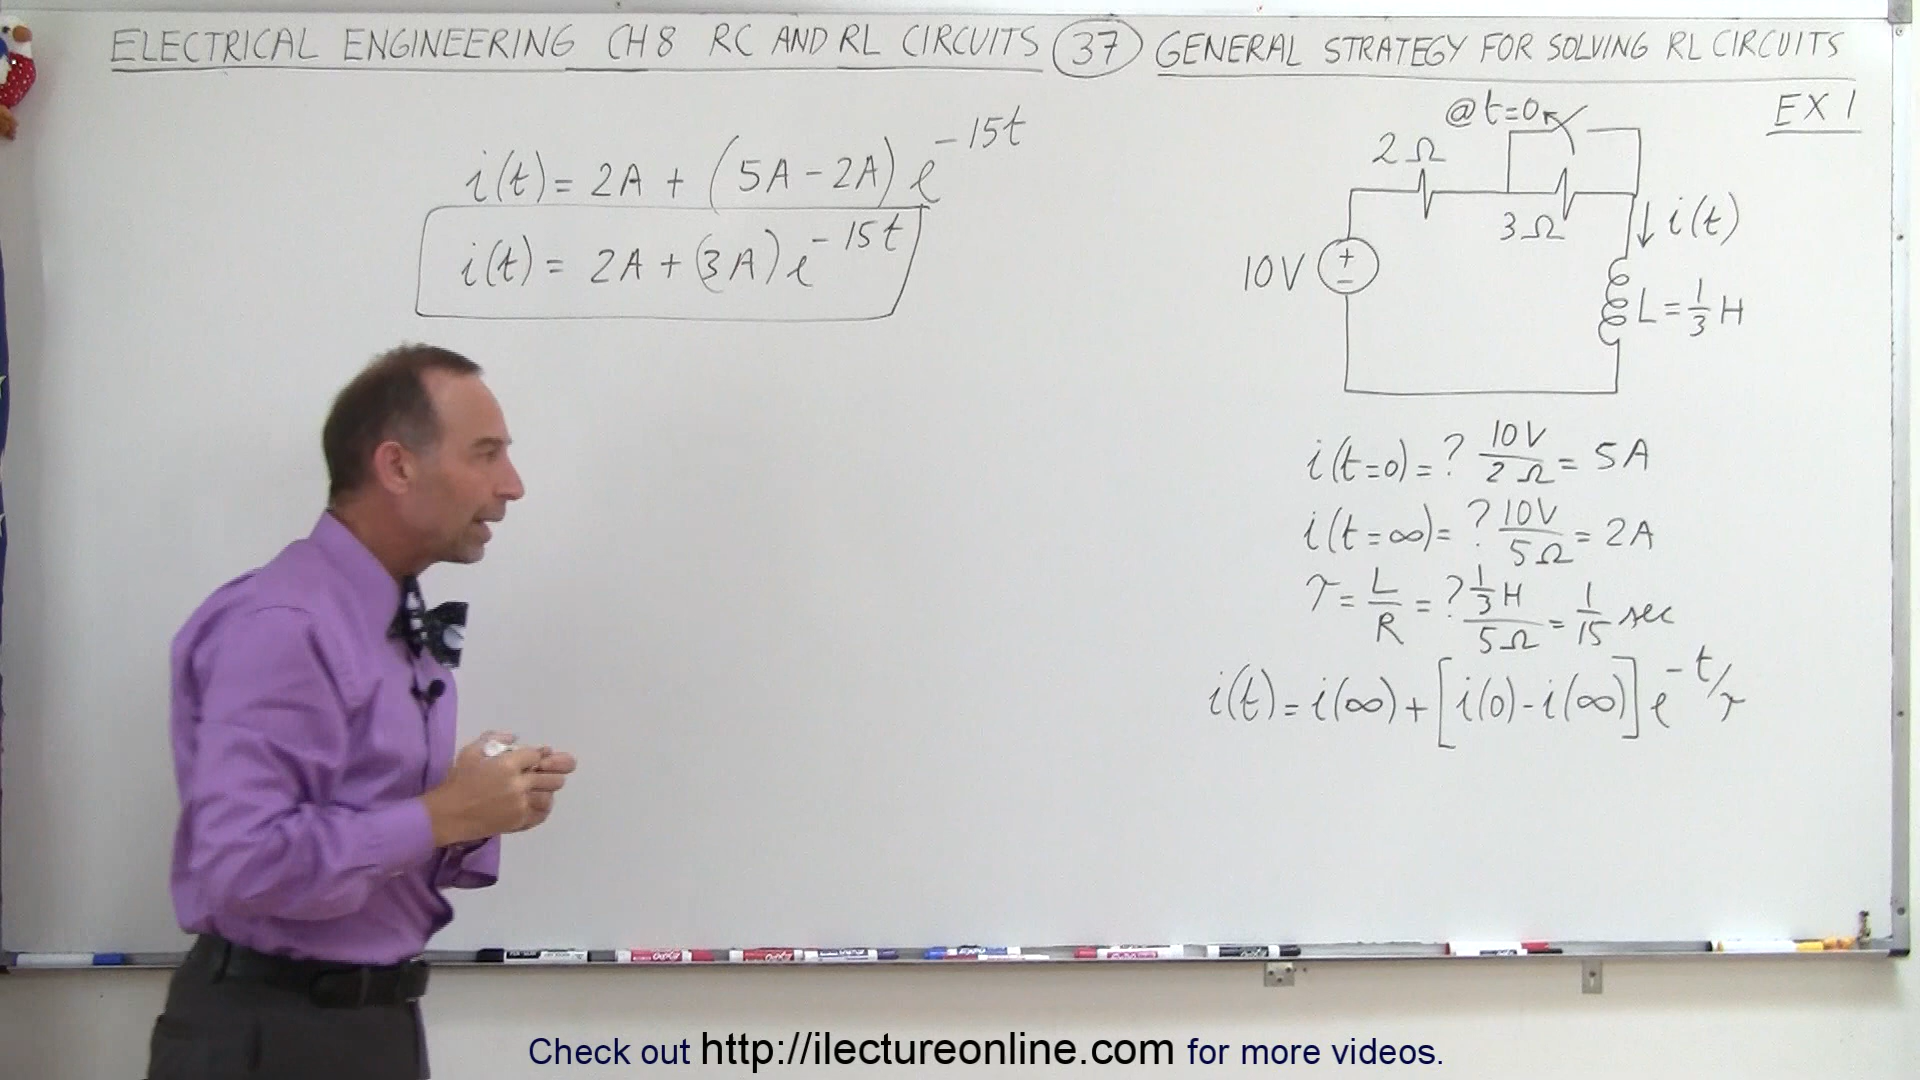 ELECTRICAL ENGINEERING CH 8 RC AND RL CIRCUITS 37 GENERAL STRATEGY FOR SOLVING RL CIRCUITS
EX 1
i(t) = 2A + (5A - 2A) e^-15t
i(t) = 2A + (3A) e^-15t
@ t=0
2Ω
3Ω
i(t)
10V
+
−
L = 1/3 H
i(t=0) = ? 10V/2Ω = 5A
i(t=∞) = ? 10V/5Ω = 2A
τ = L/R = ? 1/3 H/5Ω = 1/15 sec
i(t) = i(∞) + [i(0) - i(∞)] e^-t/τ
Check out http://ilectureonline.com for more videos.